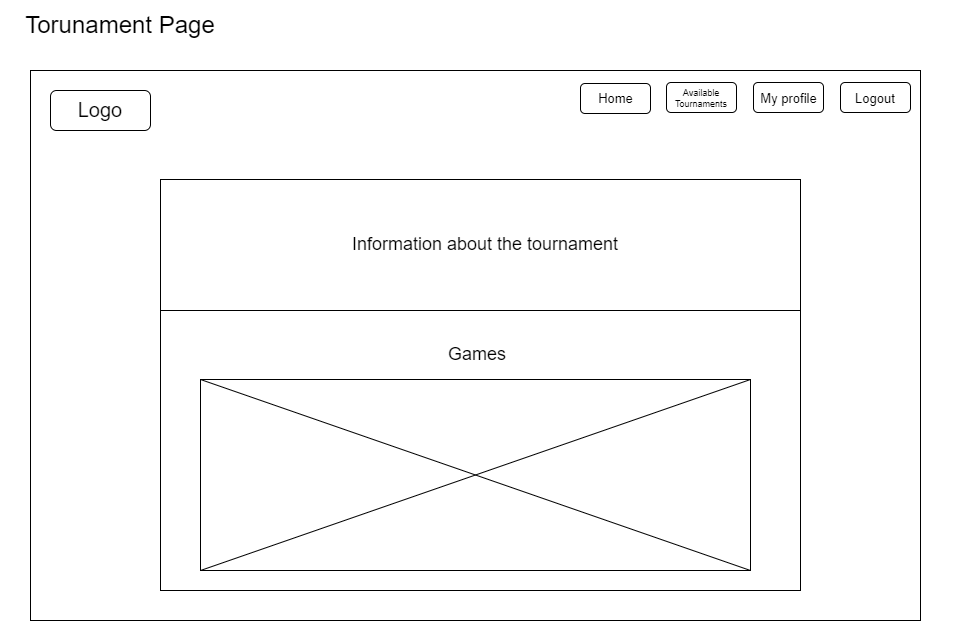 Torunament Page
Logo
Home
Available
Tournaments
My profile
Logout
Information about the tournament
Games